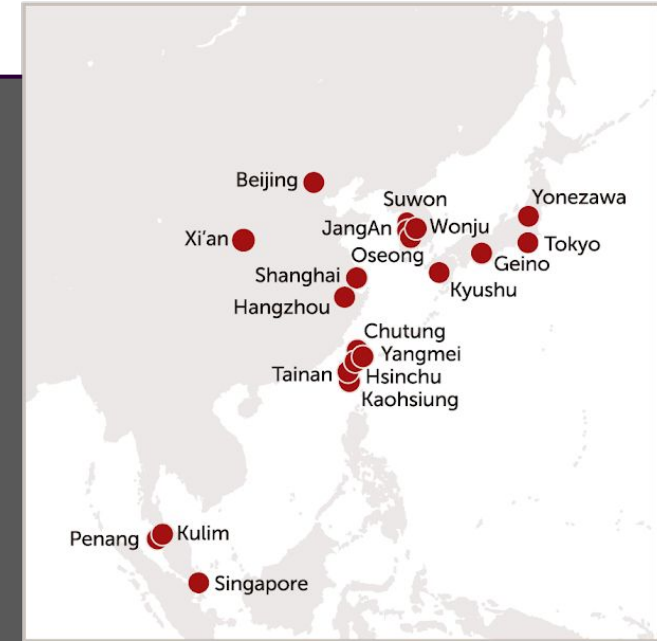 Beijing
Suwon
Yonezawa
JangAn
Wonju
Xi'an
Tokyo
Oseong
Geino
Shanghai
Kyushu
Hangzhou
Chutung
Yangmei
Tainan
Hsinchu
Kaohsiung
Kulim
Penang
Singapore